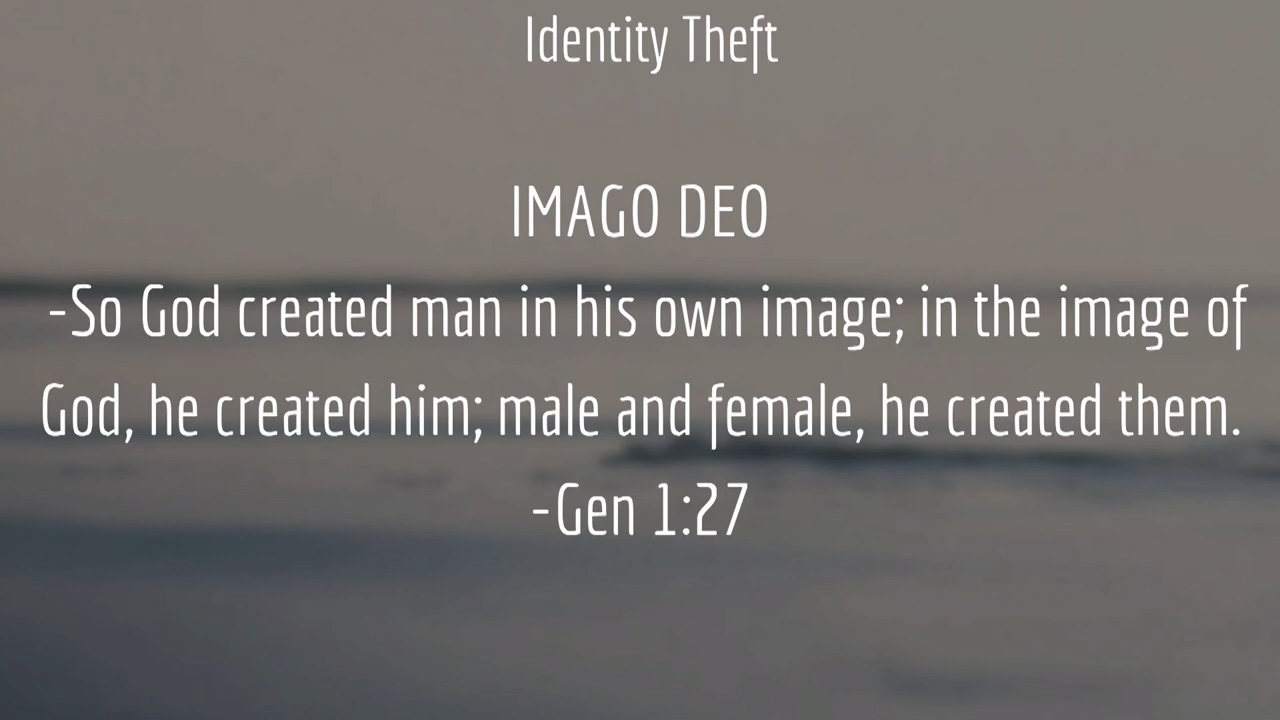 Identity Theft
IMAGO DEO
-So God created man in his own image; in the image of
God, he created him; male and female, he created them.
-Gen 1:27